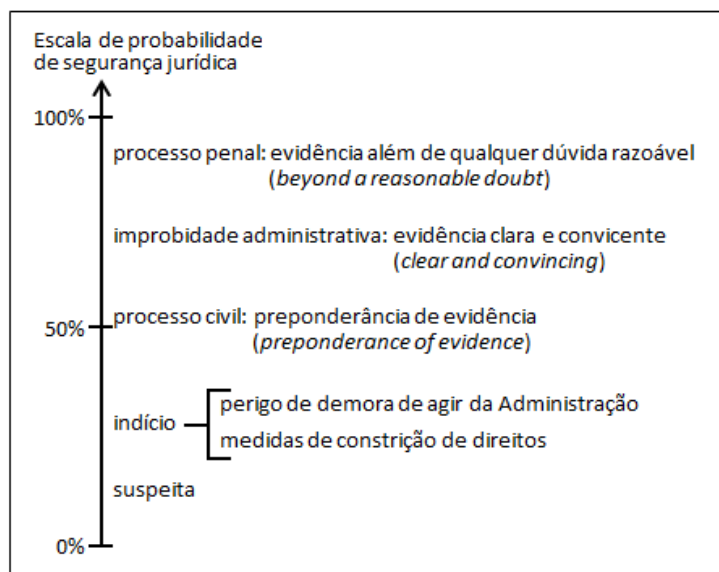 Escala de probabilidade
de segurança jurídica
100%
processo penal: evidência além de qualquer dúvida razoável
(beyond a reasonable doubt)
improbidade administrativa: evidência clara e convicente
(clear and convincing)
50%
processo civil: preponderância de evidência
(preponderance of evidence)
perigo de demora de agir da Administração
indício
medidas de constrição de direitos
suspeita
0%